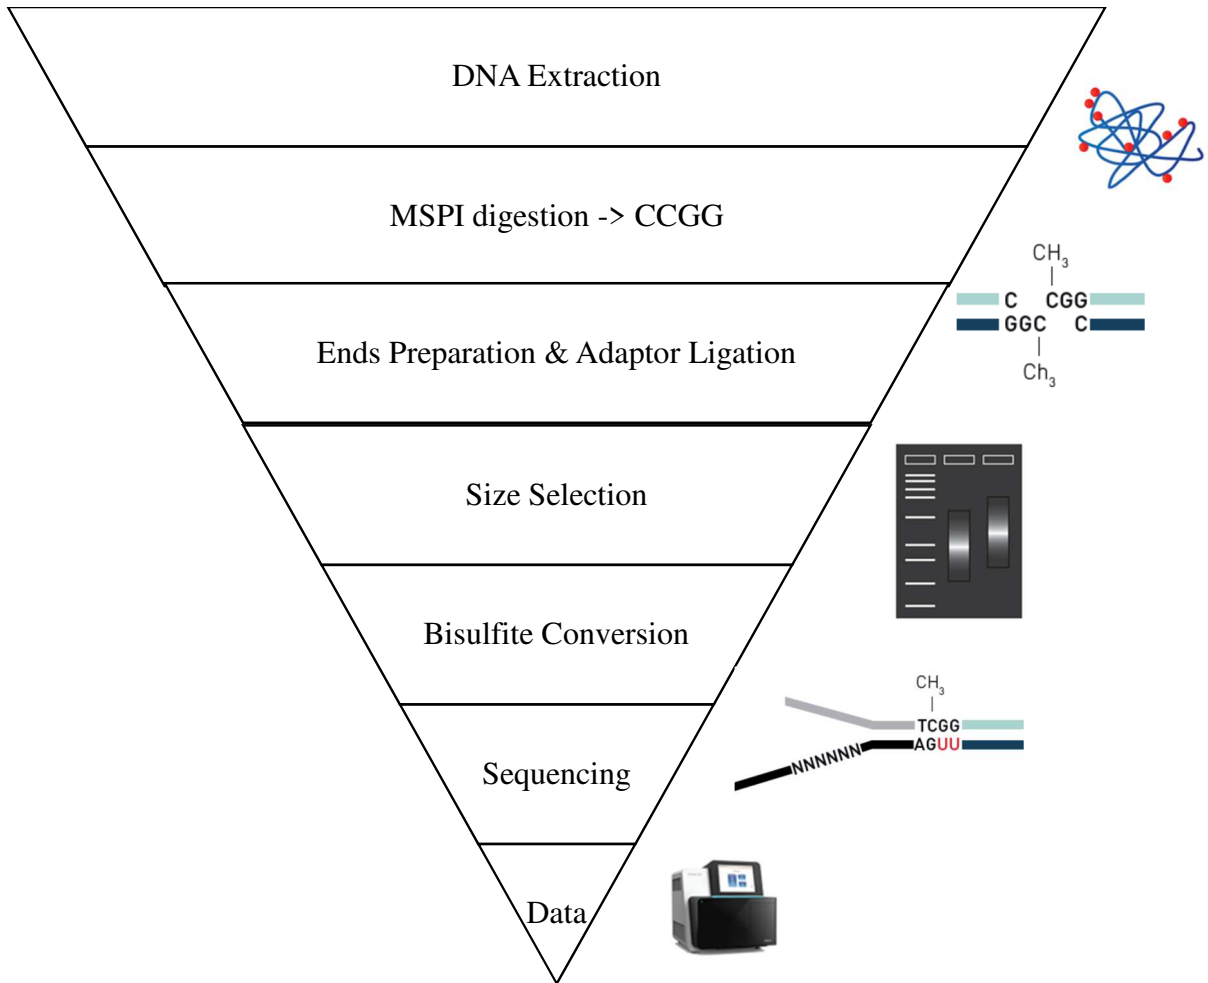 DNA Extraction
MSPI digestion -> CCGG
CH3
C CGG
GGC C
Ch3
Ends Preparation & Adaptor Ligation
Size Selection
Bisulfite Conversion
CH3
TCGG
AGUU
NNNNNN
Sequencing
Data